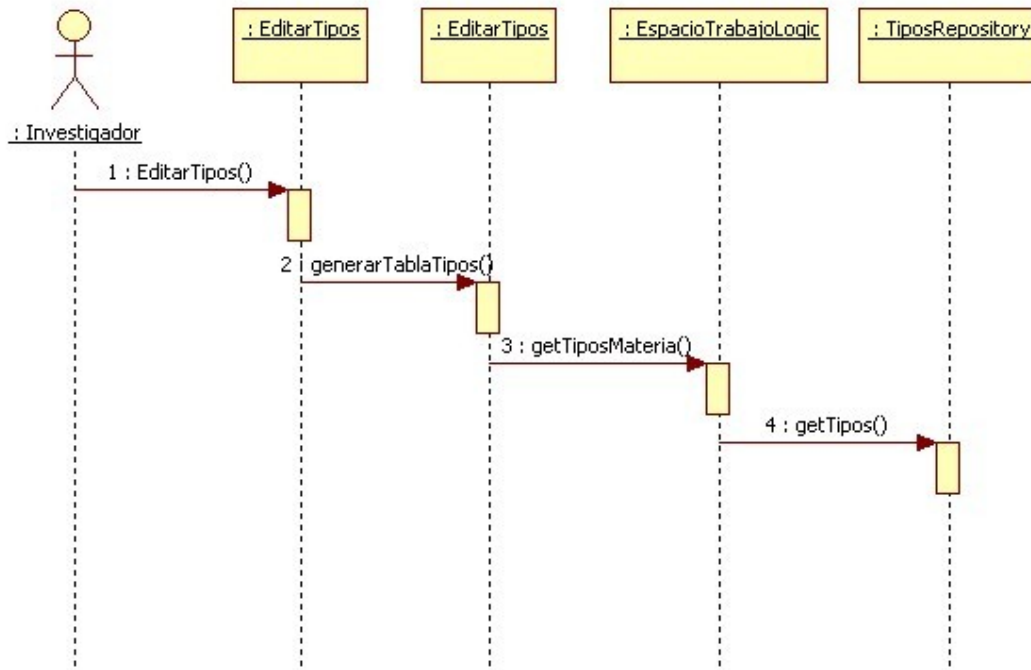 : EditarTipos
: EditarTipos
: EspacioTrabajoLogic
: TiposRepository
: Investigador
1 : EditarTipos()
2 : generarTablaTipos()
3 : getTiposMateria()
4 : getTipos()